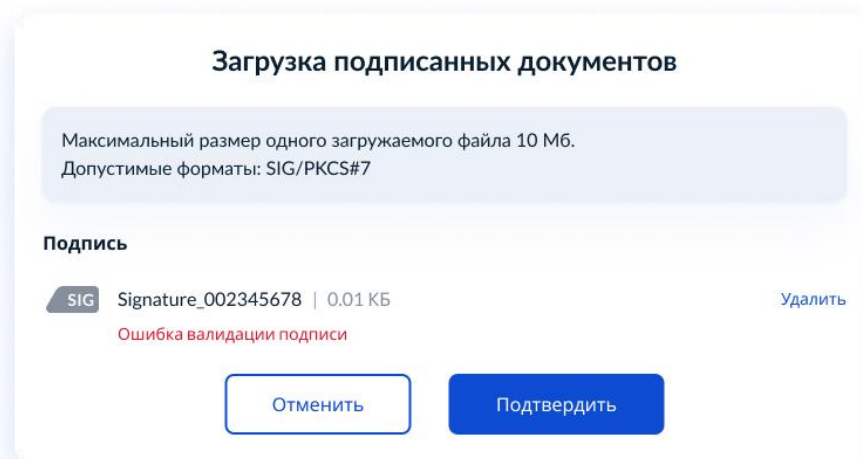 Загрузка подписанных документов
Максимальный размер одного загружаемого файла 10 Мб.
Допустимые форматы: SIG/PKCS#7
Подпись
SIG Signature_002345678 | 0.01 КБ Удалить
Ошибка валидации подписи
Отменить Подтвердить